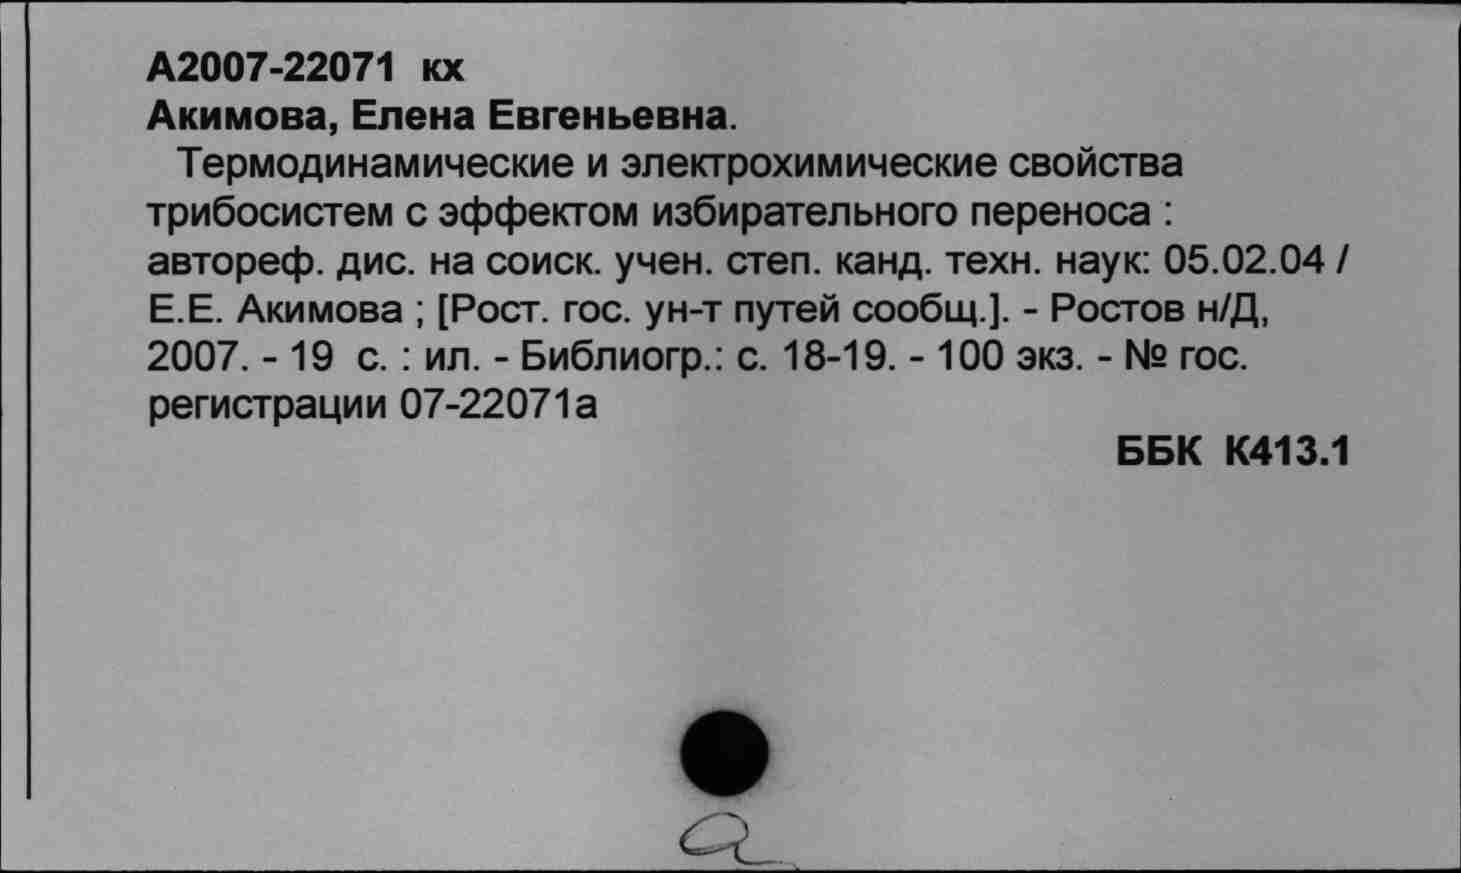 А2007-22071 кх
Акимова, Елена Евгеньевна.
Термодинамические и электрохимические свойства
трибосистем с эффектом избирательного переноса :
автореф. дис. на соиск. учен. степ. канд. техн. наук: 05.02.04 /
Е.Е. Акимова ; [Рост. гос. ун-т путей сообщ.]. - Ростов н/Д,
2007. - 19 с. : ил. - Библиогр.: с. 18-19. - 100 экз. - № гос.
регистрации 07-22071а
ББК К413.1
а